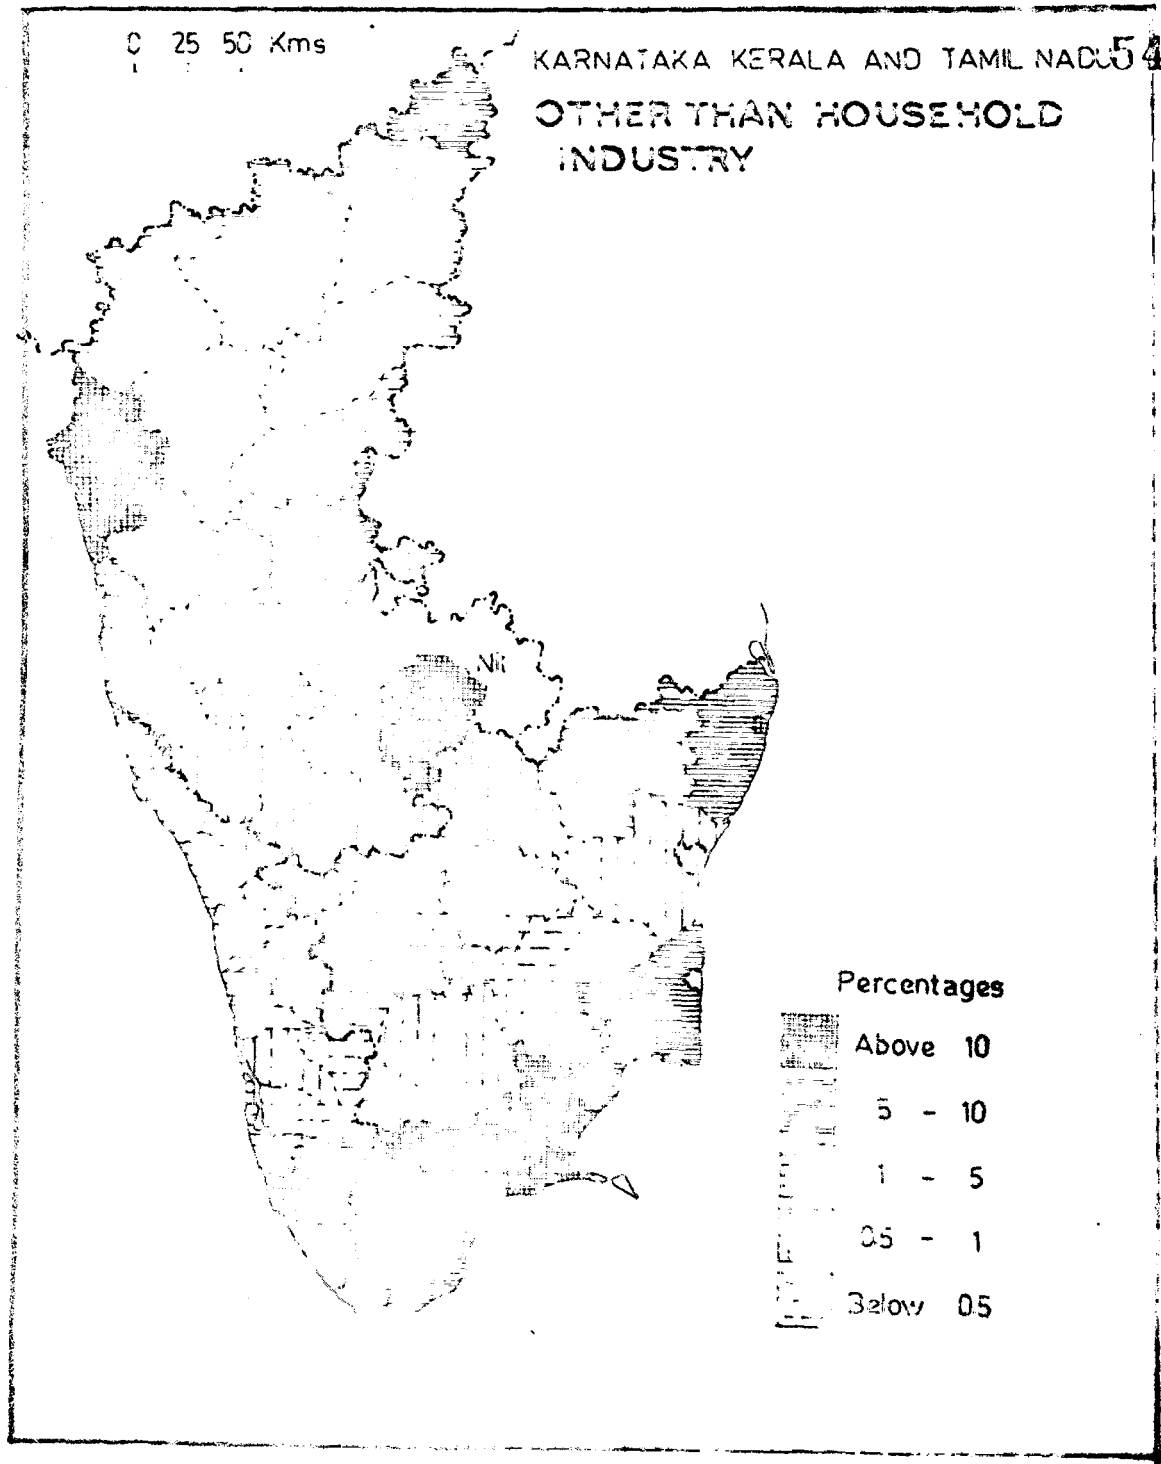 0 25 50 Kms
KARNATAKA KERALA AND TAMIL NADU 54
OTHER THAN HOUSEHOLD
INDUSTRY
Nil
Percentages
Above 10
5 - 10
1 - 5
0.5 - 1
Below 0.5